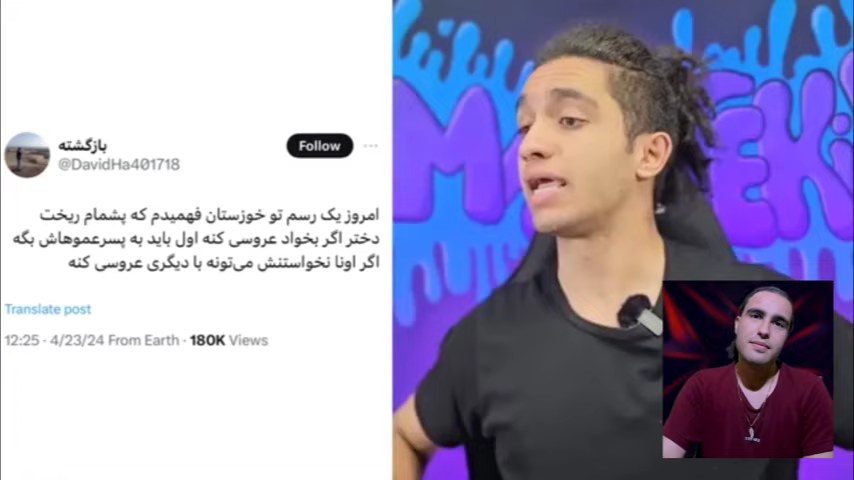 بازگشته
@DavidHa401718
Follow
امروز یک رسم تو خوزستان فهمیدم که پشمام ریخت
دختر اگر بخواد عروسی کنه اول باید به پسرعموهاش بگه
اگر اونا نخواستنش می‌تونه با دیگری عروسی کنه
Translate post
12:25 · 4/23/24 From Earth · 180K Views